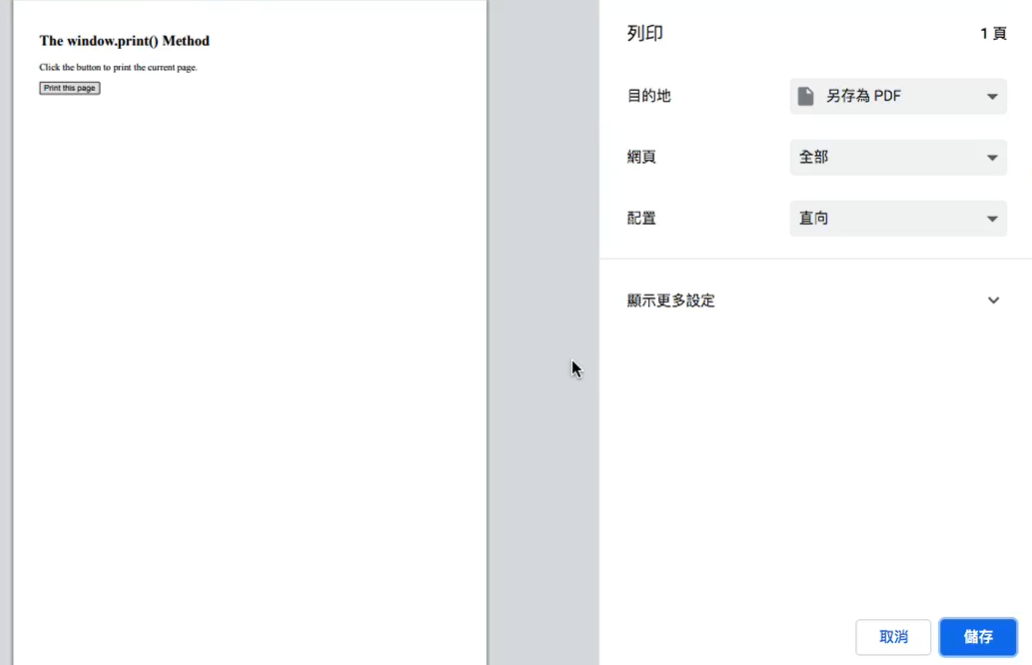 The window.print() Method
Click the button to print the current page.
Print this page
列印
1 頁
目的地
另存為 PDF
網頁
全部
配置
直向
顯示更多設定
取消
儲存